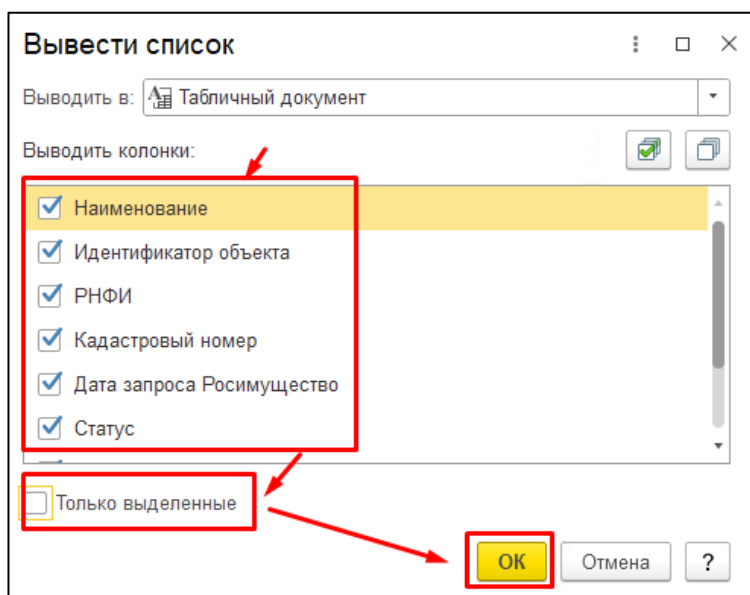 Вывести список
Выводить в: Табличный документ
Выводить колонки:
Наименование
Идентификатор объекта
РНФИ
Кадастровый номер
Дата запроса Росимущество
Статус
Только выделенные
ОК Отмена ?